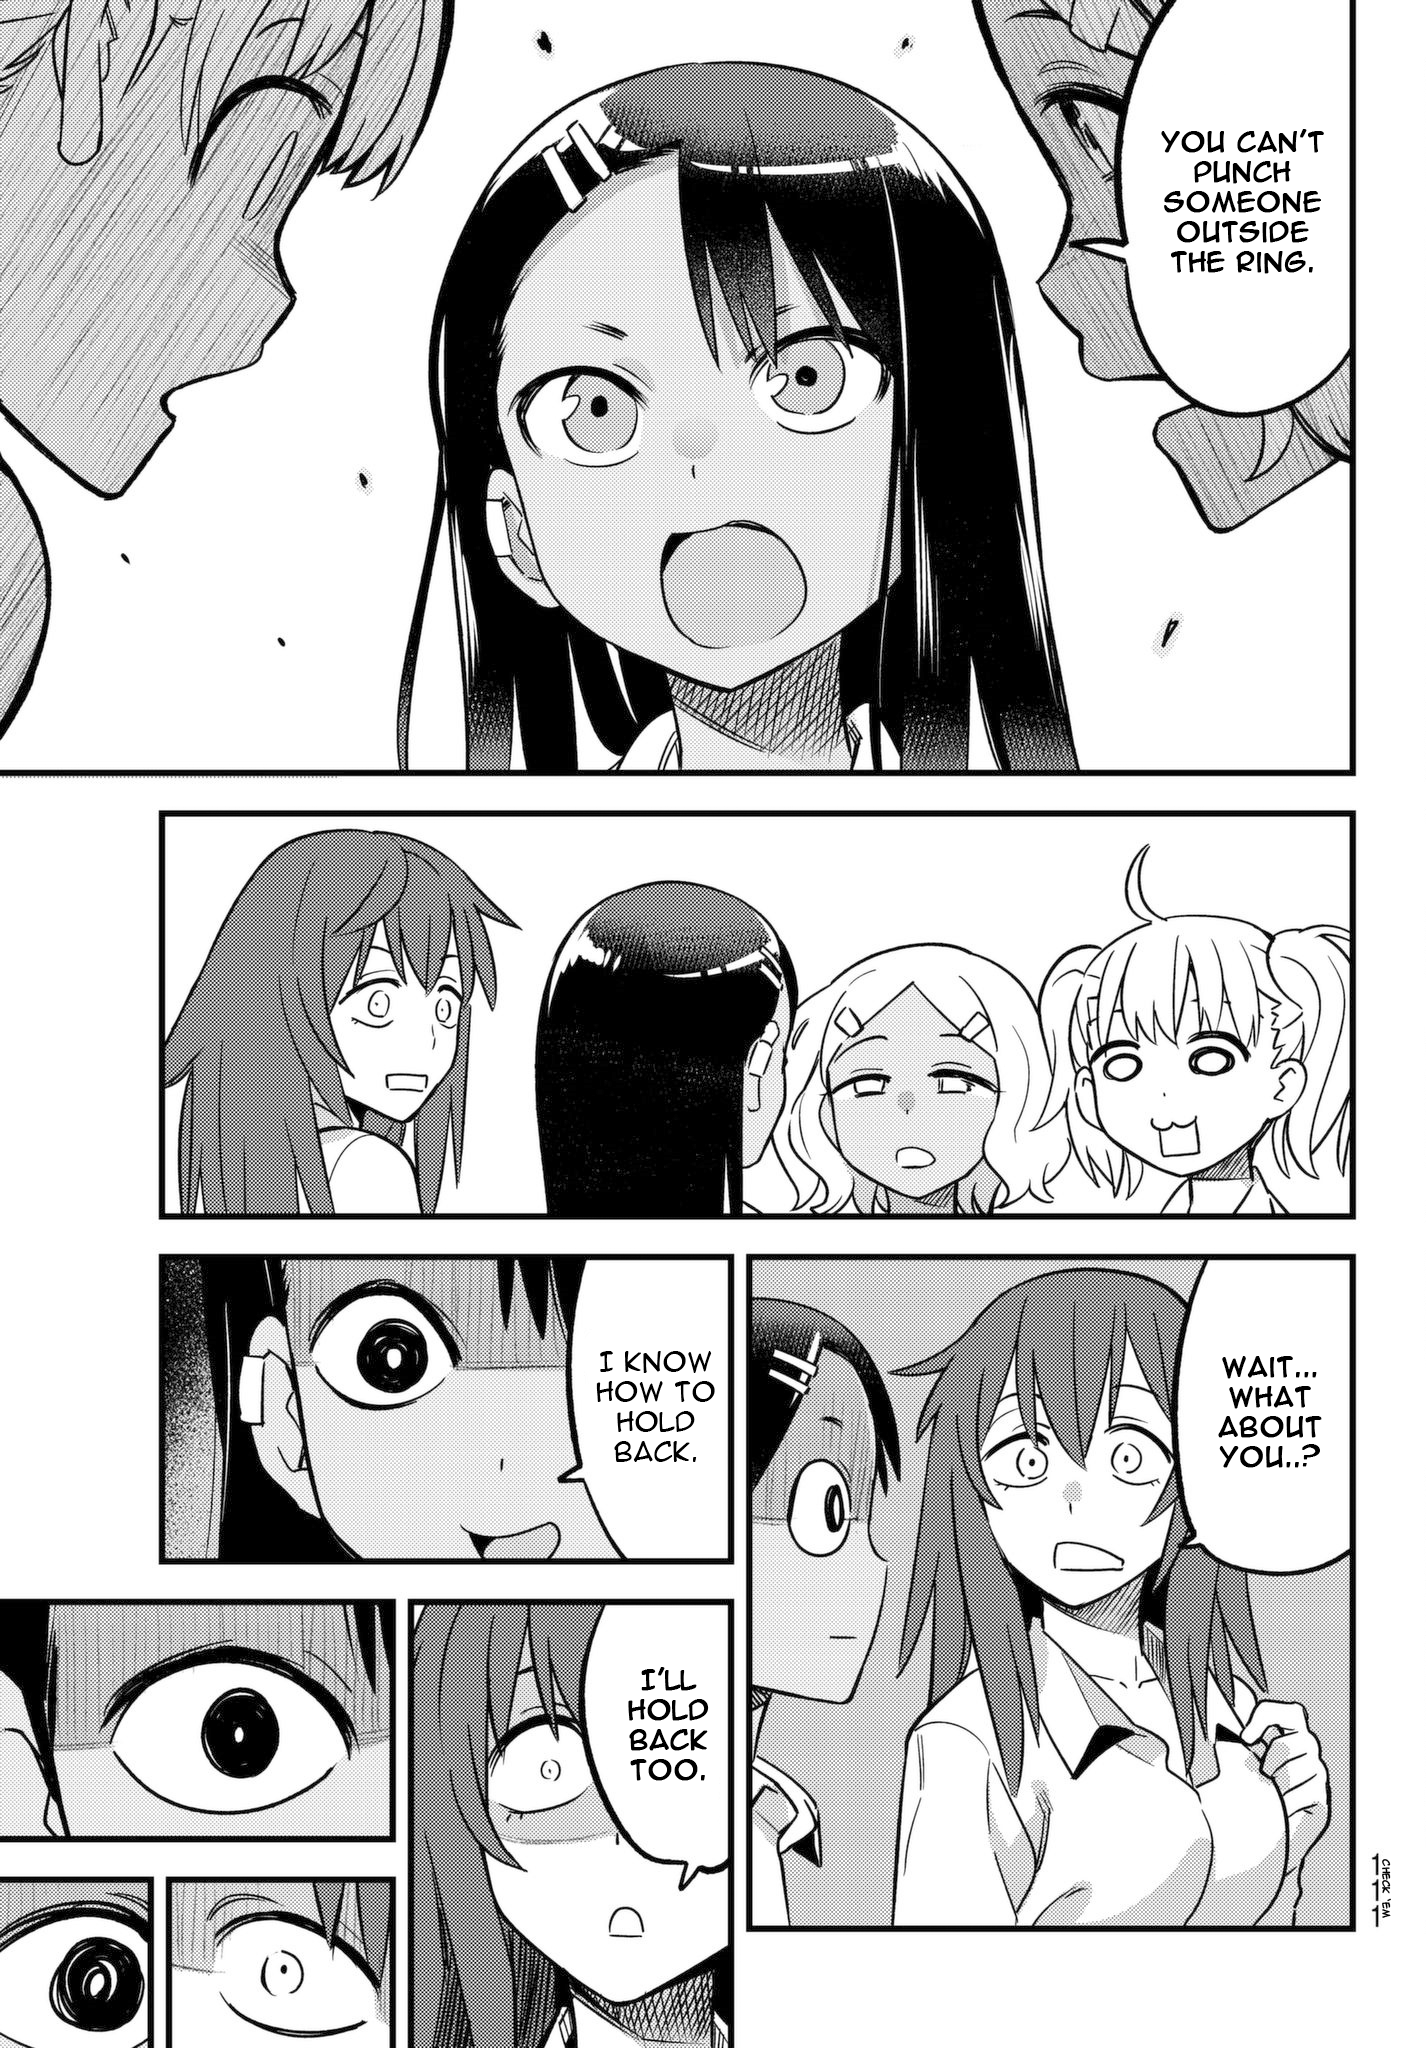 YOU CAN'T
PUNCH
SOMEONE
OUTSIDE
THE RING.
WAIT...
WHAT
ABOUT
YOU..?
I KNOW
HOW TO
HOLD
BACK.
I'LL
HOLD
BACK
TOO.
CHECK 'EM
111